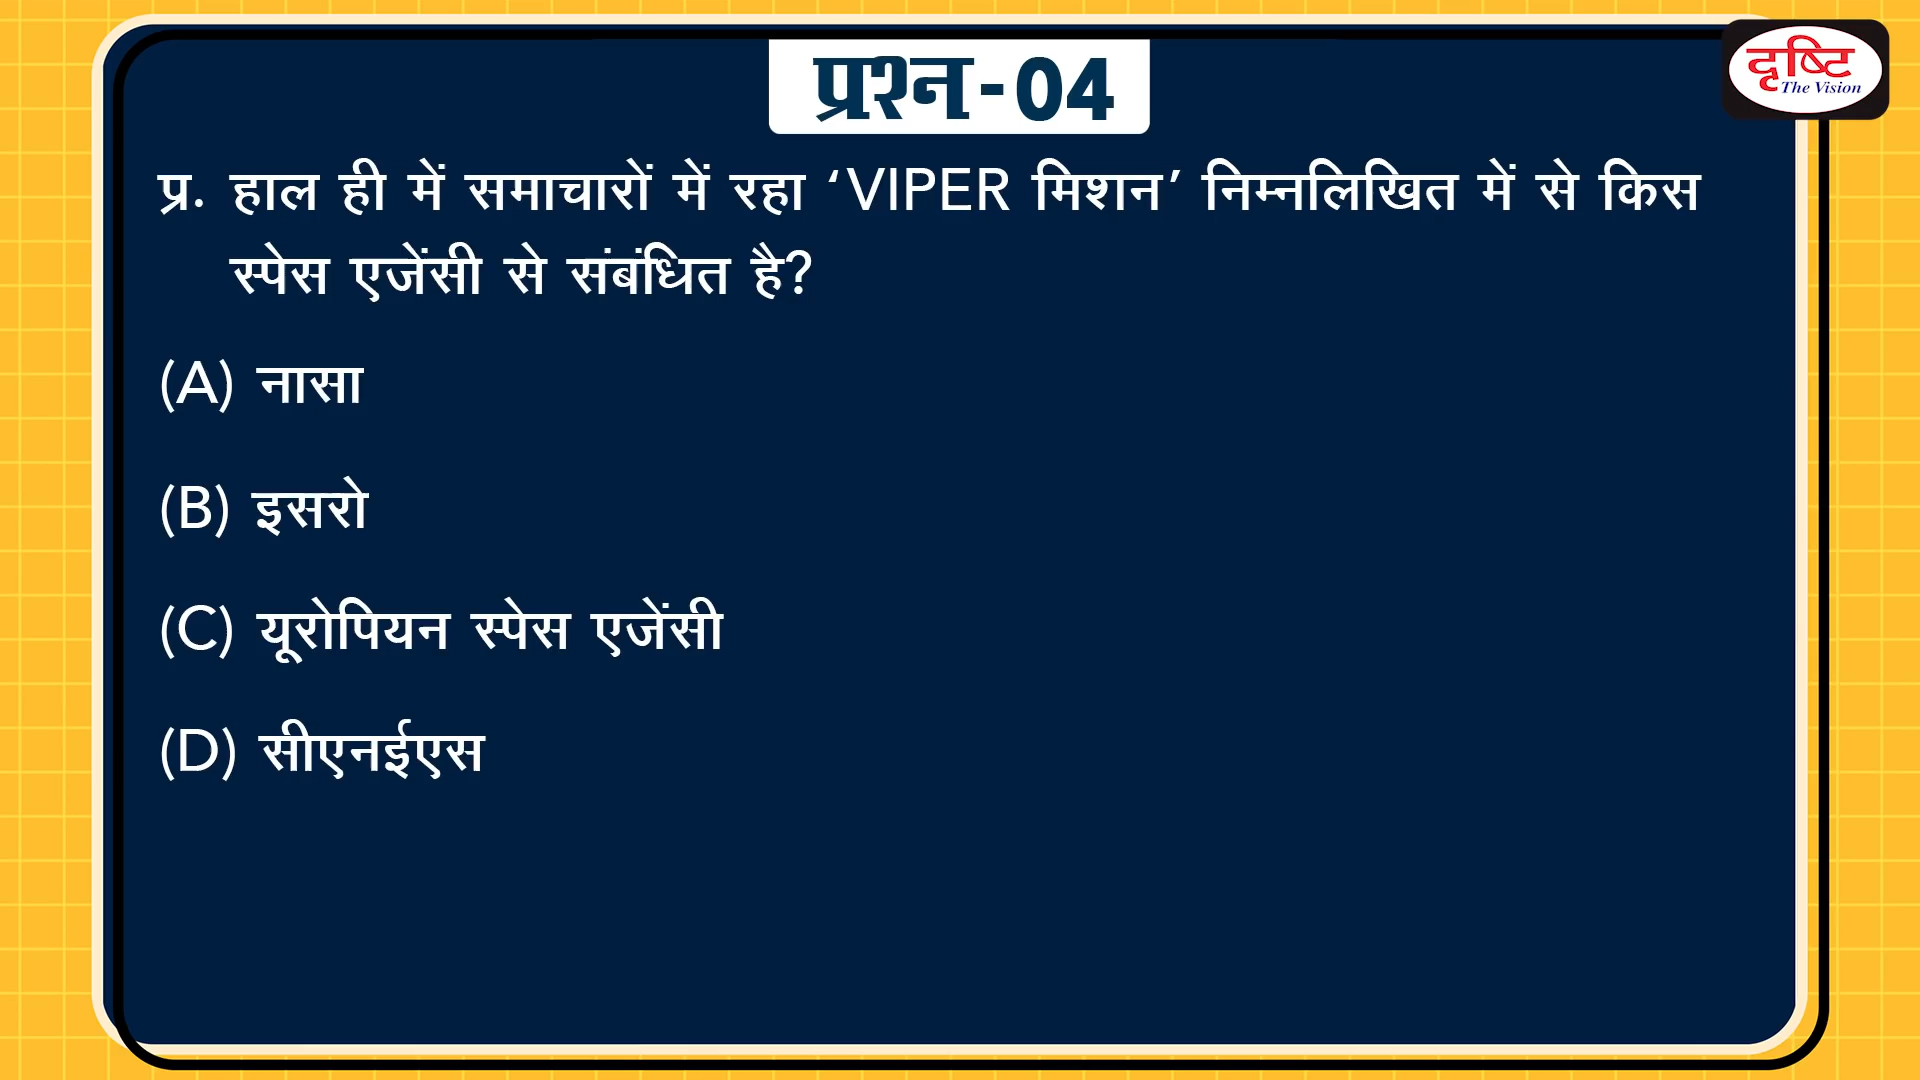 प्रश्न-04
दृष्टि
The Vision
प्र. हाल ही में समाचारों में रहा ‘VIPER मिशन’ निम्नलिखित में से किस
स्पेस एजेंसी से संबंधित है?
(A) नासा
(B) इसरो
(C) यूरोपियन स्पेस एजेंसी
(D) सीएनईएस